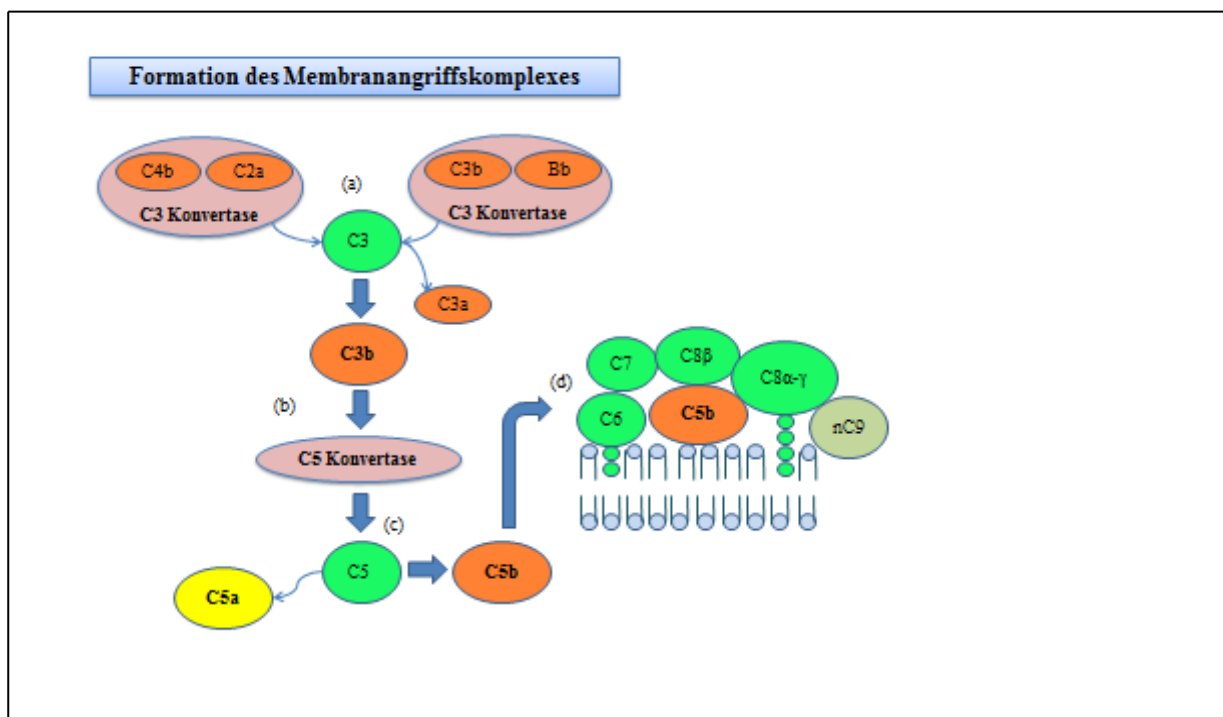 Formation des Membranangriffskomplexes
C4b
C2a
C3 Konvertase
C3b
Bb
C3 Konvertase
(a)
C3
C3a
C3b
(b)
C5 Konvertase
(c)
C5
C5a
C5b
(d)
C7
C8β
C8α-γ
C6
C5b
nC9